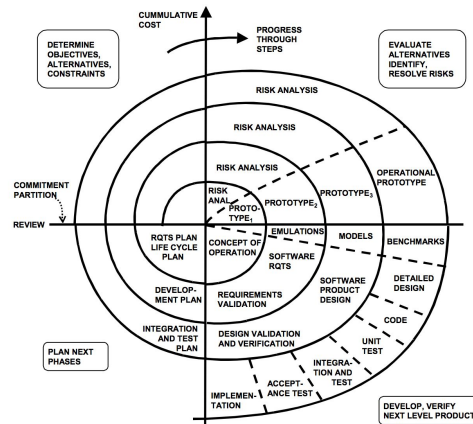 CUMMULATIVE
COST
PROGRESS
THROUGH
STEPS
DETERMINE
OBJECTIVES,
ALTERNATIVES,
CONSTRAINTS
EVALUATE
ALTERNATIVES
IDENTIFY,
RESOLVE RISKS
RISK ANALYSIS
RISK ANALYSIS
RISK ANALYSIS
RISK
ANAL.
PROTO-
TYPE1
PROTOTYPE2
PROTOTYPE3
OPERATIONAL
PROTOTYPE
COMMITMENT
PARTITION
REVIEW
EMULATIONS
MODELS
BENCHMARKS
RQTS PLAN
LIFE CYCLE
PLAN
CONCEPT OF
OPERATION
SOFTWARE
RQTS
SOFTWARE
PRODUCT
DESIGN
DETAILED
DESIGN
DEVELOP-
MENT PLAN
REQUIREMENTS
VALIDATION
CODE
INTEGRATION
AND TEST
PLAN
DESIGN VALIDATION
AND VERIFICATION
UNIT
TEST
PLAN NEXT
PHASES
INTEGRA-
TION AND
TEST
ACCEPT-
ANCE TEST
IMPLEMEN-
TATION
DEVELOP, VERIFY
NEXT LEVEL PRODUCT